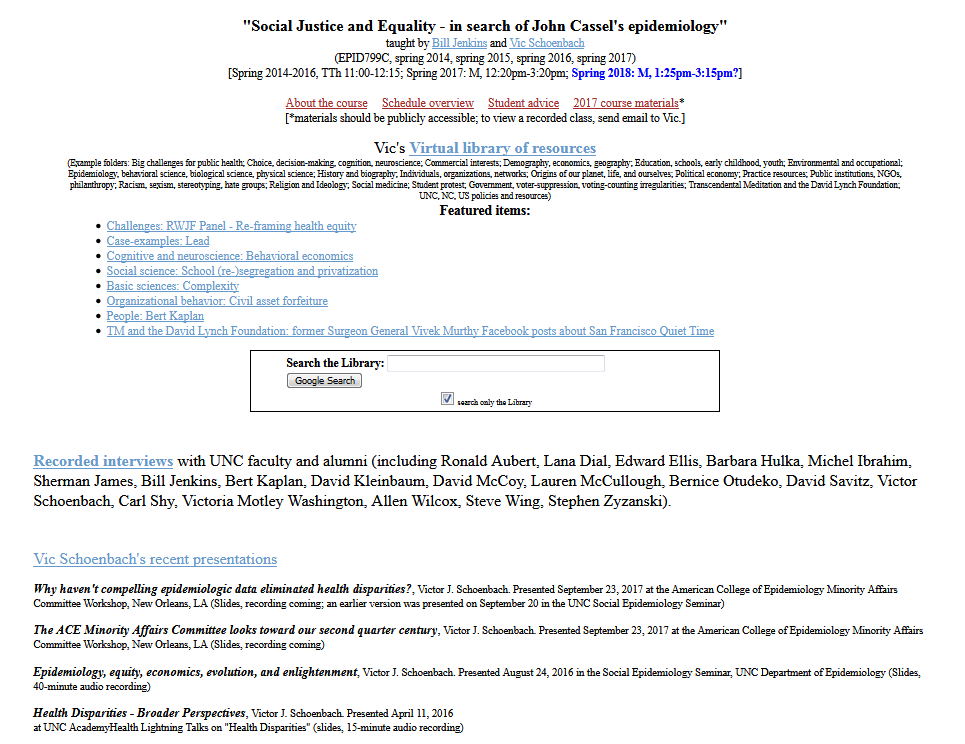 "Social Justice and Equality - in search of John Cassel's epidemiology"
taught by Bill Jenkins and Vic Schoenbach
(EPID799C, spring 2014, spring 2015, spring 2016, spring 2017)
[Spring 2014-2016, TTh 11:00-12:15; Spring 2017: M, 12:20pm-3:20pm; Spring 2018: M, 1:25pm-3:15pm?]
About the course Schedule overview Student advice 2017 course materials*
[*materials should be publicly accessible; to view a recorded class, send email to Vic.]
Vic's Virtual library of resources
(Example folders: Big challenges for public health; Choice, decision-making, cognition, neuroscience; Commercial interests; Demography, economics, geography; Education, schools, early childhood, youth; Environmental and occupational;
Epidemiology, behavioral science, biological science, physical science; History and biography; Individuals, organizations, networks; Origins of our planet, life, and ourselves; Political economy; Practice resources; Public institutions, NGOs,
philanthropy; Racism, sexism, stereotyping, hate groups; Religion and Ideology; Social medicine; Student protest; Government, voter-suppression, voting-counting irregularities; Transcendental Meditation and the David Lynch Foundation;
UNC, NC, US policies and resources)
Featured items:
• Challenges: RWJF Panel - Re-framing health equity
• Case-examples: Lead
• Cognitive and neuroscience: Behavioral economics
• Social science: School (re-)segregation and privatization
• Basic sciences: Complexity
• Organizational behavior: Civil asset forfeiture
• People: Bert Kaplan
• TM and the David Lynch Foundation: former Surgeon General Vivek Murthy Facebook posts about San Francisco Quiet Time
Search the Library:
Google Search
search only the Library
Recorded interviews with UNC faculty and alumni (including Ronald Aubert, Lana Dial, Edward Ellis, Barbara Hulka, Michel Ibrahim,
Sherman James, Bill Jenkins, Bert Kaplan, David Kleinbaum, David McCoy, Lauren McCullough, Bernice Otudeko, David Savitz, Victor
Schoenbach, Carl Shy, Victoria Motley Washington, Allen Wilcox, Steve Wing, Stephen Zyzanski).
Vic Schoenbach's recent presentations
Why haven't compelling epidemiologic data eliminated health disparities?, Victor J. Schoenbach. Presented September 23, 2017 at the American College of Epidemiology Minority Affairs
Committee Workshop, New Orleans, LA (Slides, recording coming; an earlier version was presented on September 20 in the UNC Social Epidemiology Seminar)
The ACE Minority Affairs Committee looks toward our second quarter century, Victor J. Schoenbach. Presented September 23, 2017 at the American College of Epidemiology Minority Affairs
Committee Workshop, New Orleans, LA (Slides, recording coming)
Epidemiology, equity, economics, evolution, and enlightenment, Victor J. Schoenbach. Presented August 24, 2016 in the Social Epidemiology Seminar, UNC Department of Epidemiology (Slides,
40-minute audio recording)
Health Disparities - Broader Perspectives, Victor J. Schoenbach. Presented April 11, 2016
at UNC AcademyHealth Lightning Talks on "Health Disparities" (slides, 15-minute audio recording)